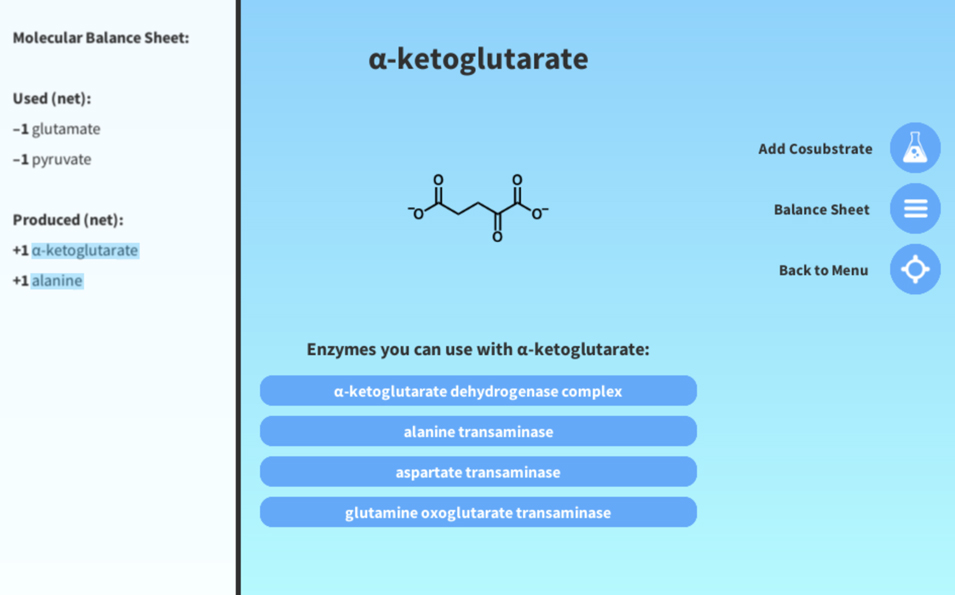 Molecular Balance Sheet:
Used (net):
–1 glutamate
–1 pyruvate
Produced (net):
+1 α-ketoglutarate
+1 alanine
α-ketoglutarate
O
O
⁻O
O⁻
O
Add Cosubstrate
Balance Sheet
Back to Menu
Enzymes you can use with α-ketoglutarate:
α-ketoglutarate dehydrogenase complex
alanine transaminase
aspartate transaminase
glutamine oxoglutarate transaminase